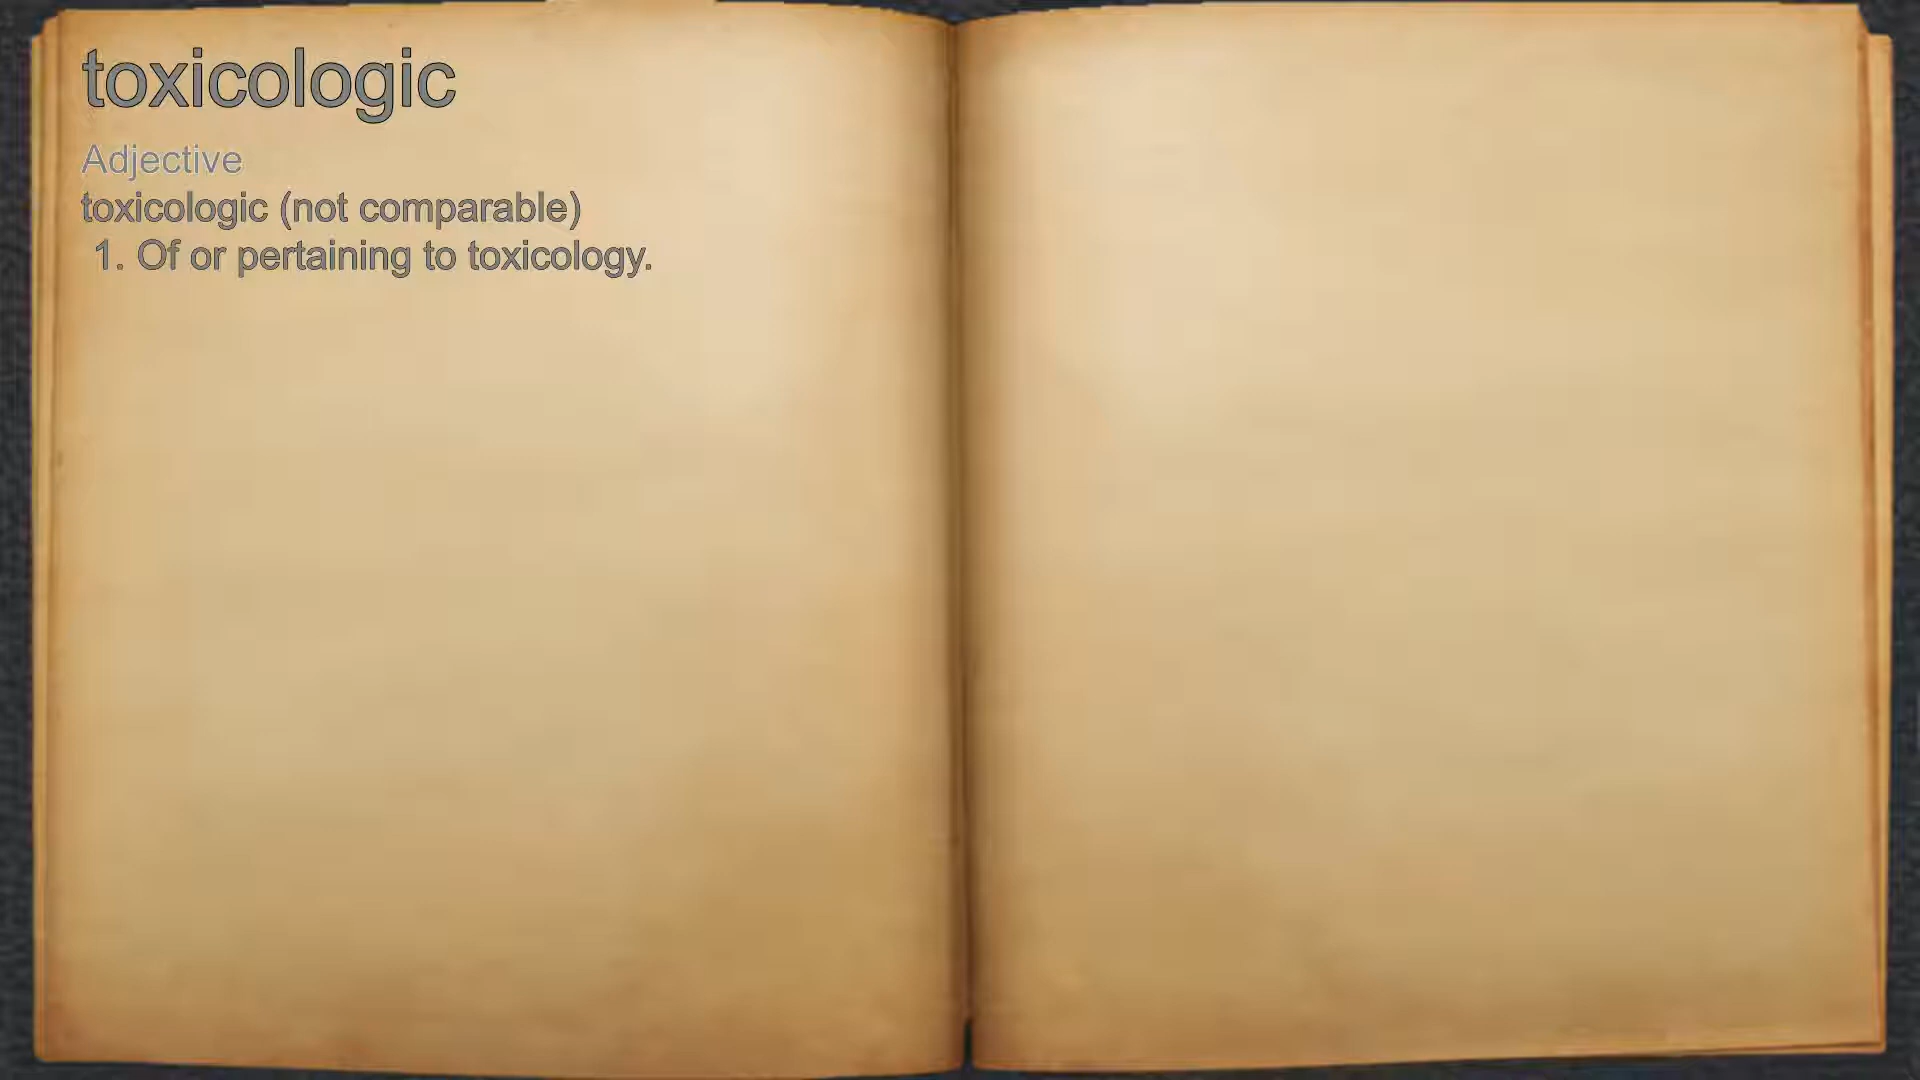 toxicologic
Adjective
toxicologic (not comparable)
1. Of or pertaining to toxicology.